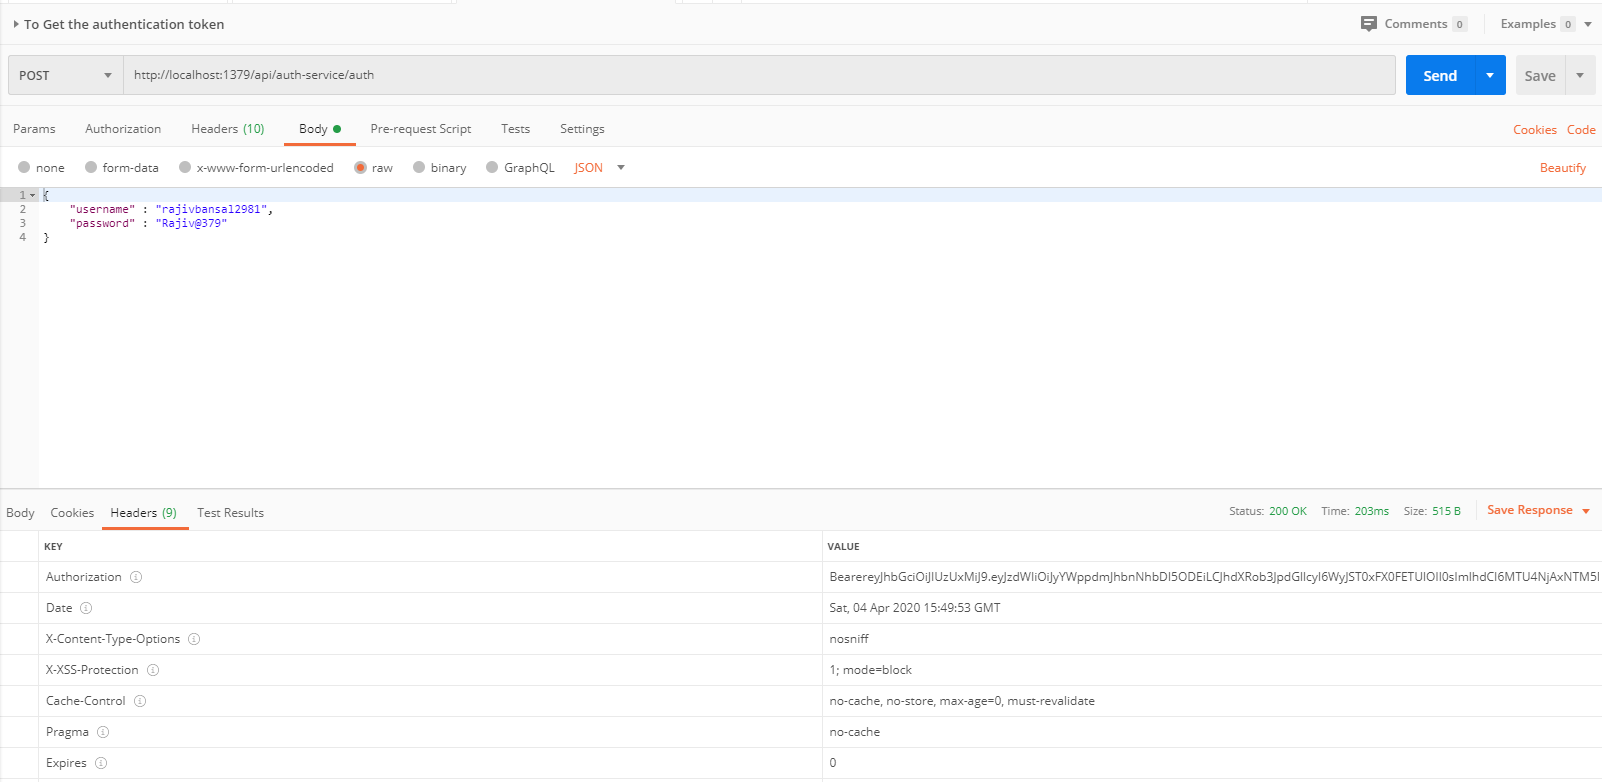 To Get the authentication token Comments 0 Examples 0
POST http://localhost:1379/api/auth-service/auth Send Save
Params Authorization Headers (10) Body Pre-request Script Tests Settings Cookies Code
none form-data x-www-form-urlencoded raw binary GraphQL JSON Beautify
1 {
2 "username" : "rajivbansal2981",
3 "password" : "Rajiv@379"
4 }
Body Cookies Headers (9) Test Results Status: 200 OK Time: 203ms Size: 515 B Save Response
KEY VALUE
Authorization
Date Sat, 04 Apr 2020 15:49:53 GMT
X-Content-Type-Options nosniff
X-XSS-Protection 1; mode=block
Cache-Control no-cache, no-store, max-age=0, must-revalidate
Pragma no-cache
Expires 0